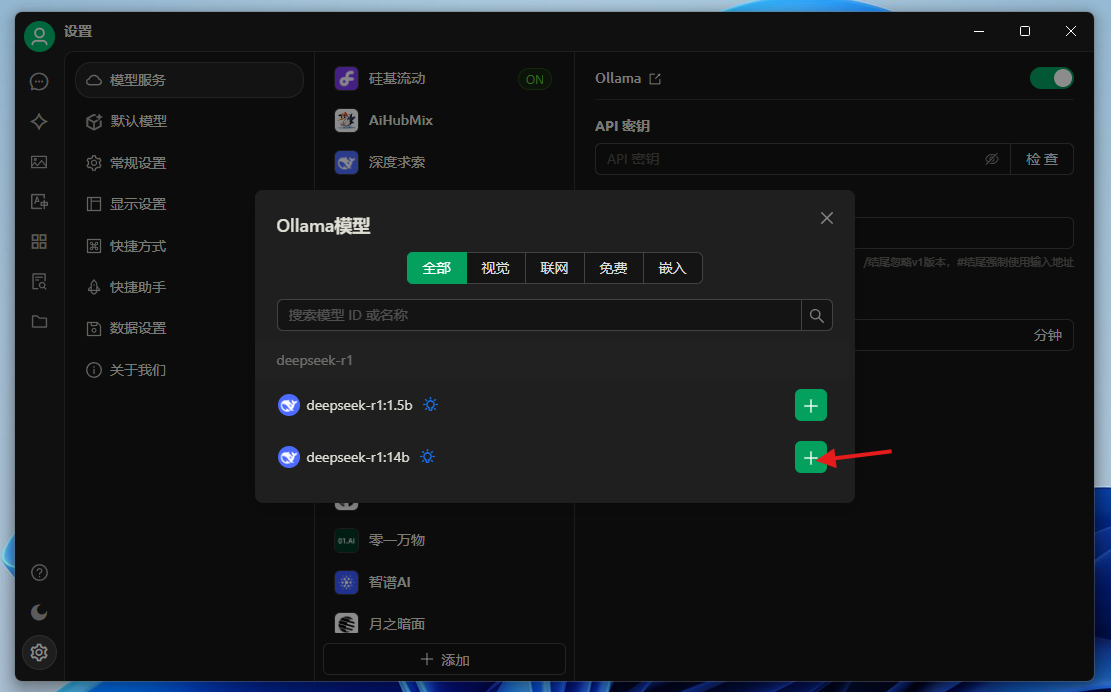 设置
模型服务
默认模型
常规设置
显示设置
快捷方式
快捷助手
数据设置
关于我们
硅基流动
ON
AiHubMix
深度求索
零一万物
01.AI
智谱AI
月之暗面
添加
Ollama
API 密钥
API 密钥
检 查
/结尾忽略v1版本，#结尾强制使用输入地址
分钟
Ollama模型
全部
视觉
联网
免费
嵌入
搜索模型 ID 或名称
deepseek-r1
deepseek-r1:1.5b
deepseek-r1:14b